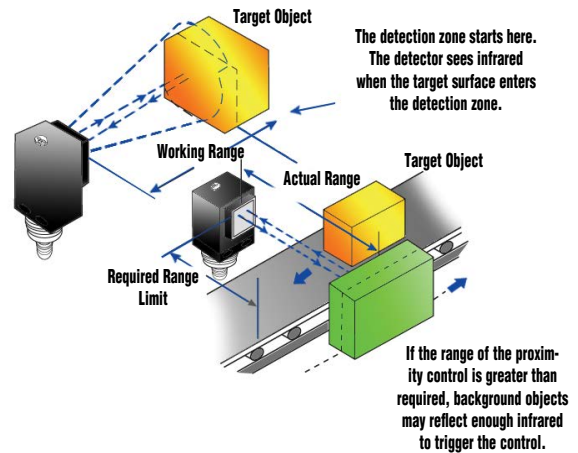 Target Object
The detection zone starts here.
The detector sees infrared
when the target surface enters
the detection zone.
Working Range
Target Object
Actual Range
Required Range
Limit
If the range of the proxim-
ity control is greater than
required, background objects
may reflect enough infrared
to trigger the control.